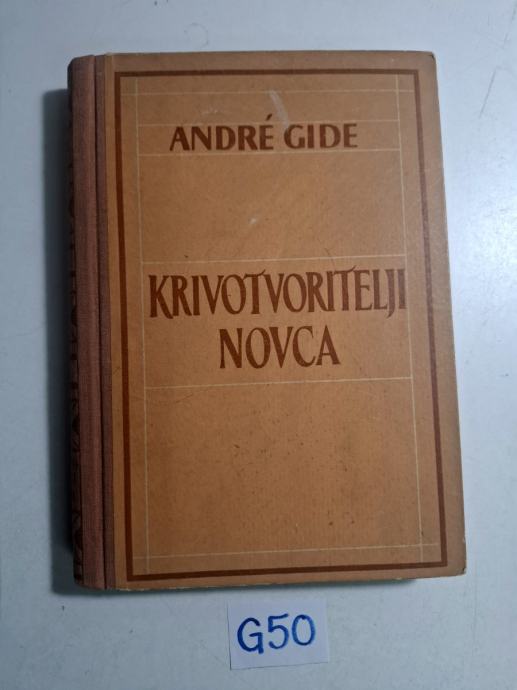 ANDRÉ GIDE
KRIVOTVORITELJI
NOVCA
G50